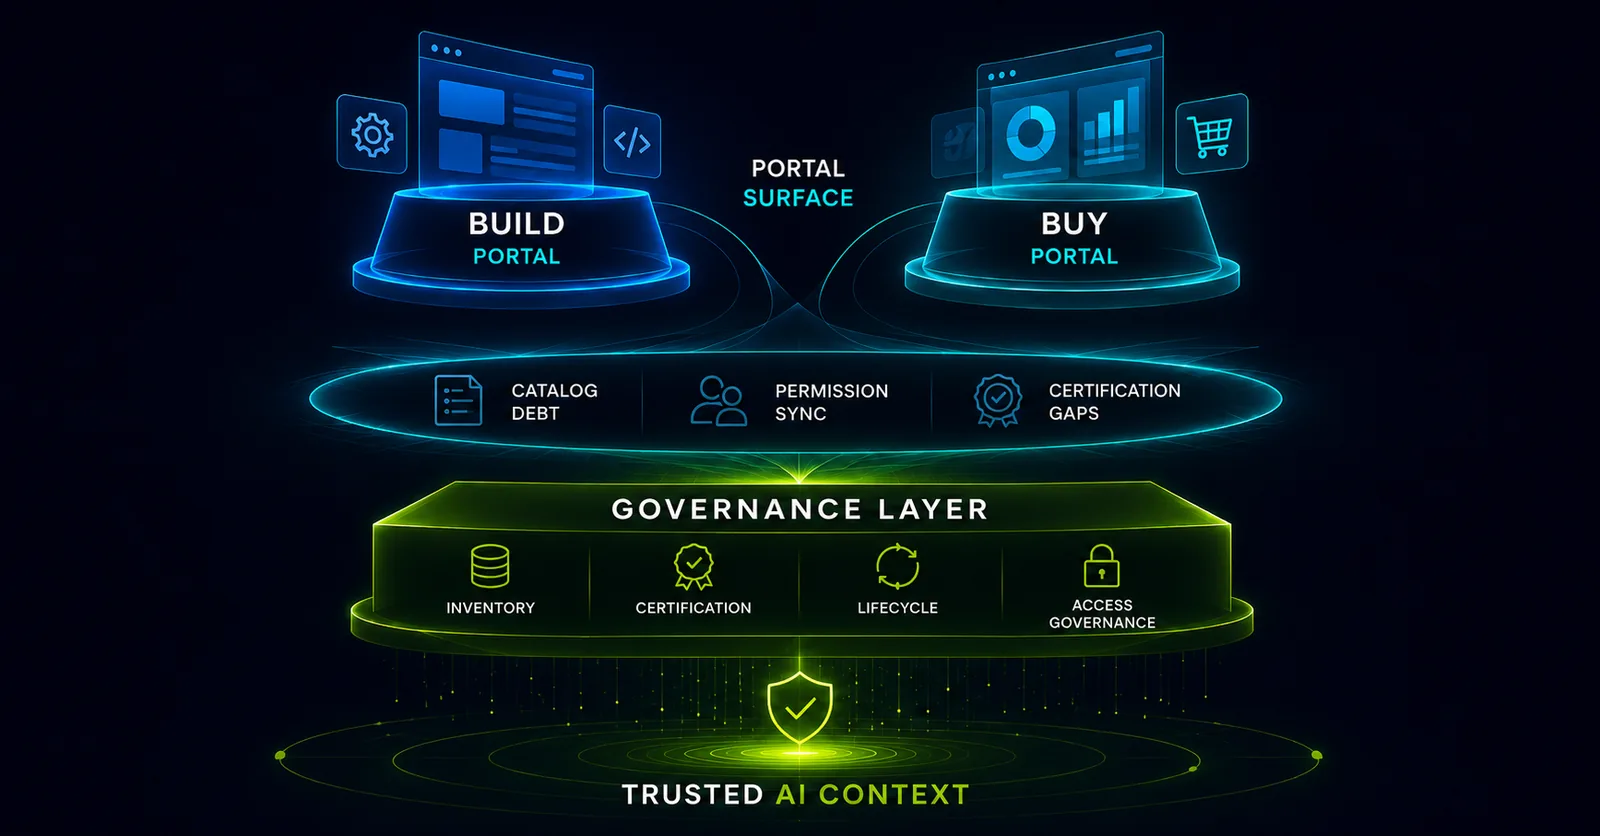 PORTAL
SURFACE
BUILD
PORTAL
BUY
PORTAL
CATALOG
DEBT
PERMISSION
SYNC
CERTIFICATION
GAPS
GOVERNANCE LAYER
INVENTORY
CERTIFICATION
LIFECYCLE
ACCESS
GOVERNANCE
TRUSTED AI CONTEXT